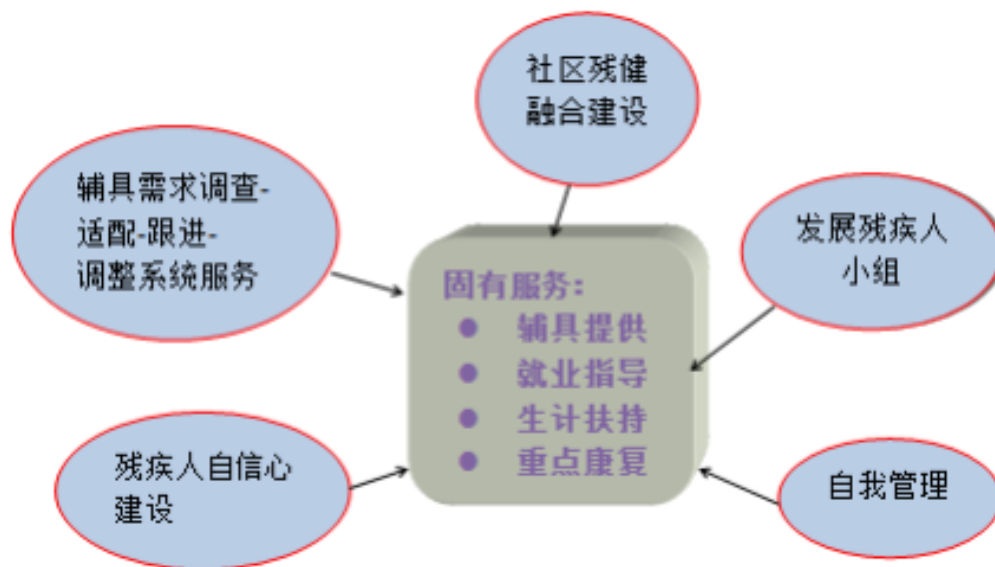 社区残健
融合建设
辅具需求调查-
适配-跟进-
调整系统服务
发展残疾人
小组
固有服务：
● 辅具提供
● 就业指导
● 生计扶持
● 重点康复
残疾人自信心
建设
自我管理